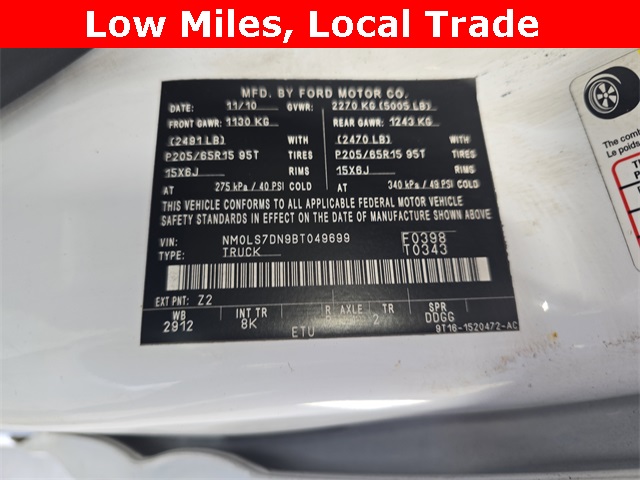 Low Miles, Local Trade
MFD. BY FORD MOTOR CO.
DATE: 11/10 GVWR: 2270 KG (5005 LB)
FRONT GAWR: 1130 KG REAR GAWR: 1243 KG
(2491 LB) WITH (2470 LB) WITH
P205/65R15 95T TIRES P205/65R15 95T TIRES
15X6J RIMS 15X6J RIMS
AT 275 kPa / 40 PSI COLD AT 340 kPa / 49 PSI COLD
THIS VEHICLE CONFORMS TO ALL APPLICABLE FEDERAL MOTOR VEHICLE
SAFETY STANDARDS IN EFFECT ON THE DATE OF MANUFACTURE SHOWN ABOVE.
VIN: NM0LS7DN9BT049699 F0398
TYPE: TRUCK T0343
EXT PNT: Z2
WB INT TR R AXLE TR SPR
2912 8K 2 DDGG
ETU
9T16-1520472-AC
The comb
Le poids
T